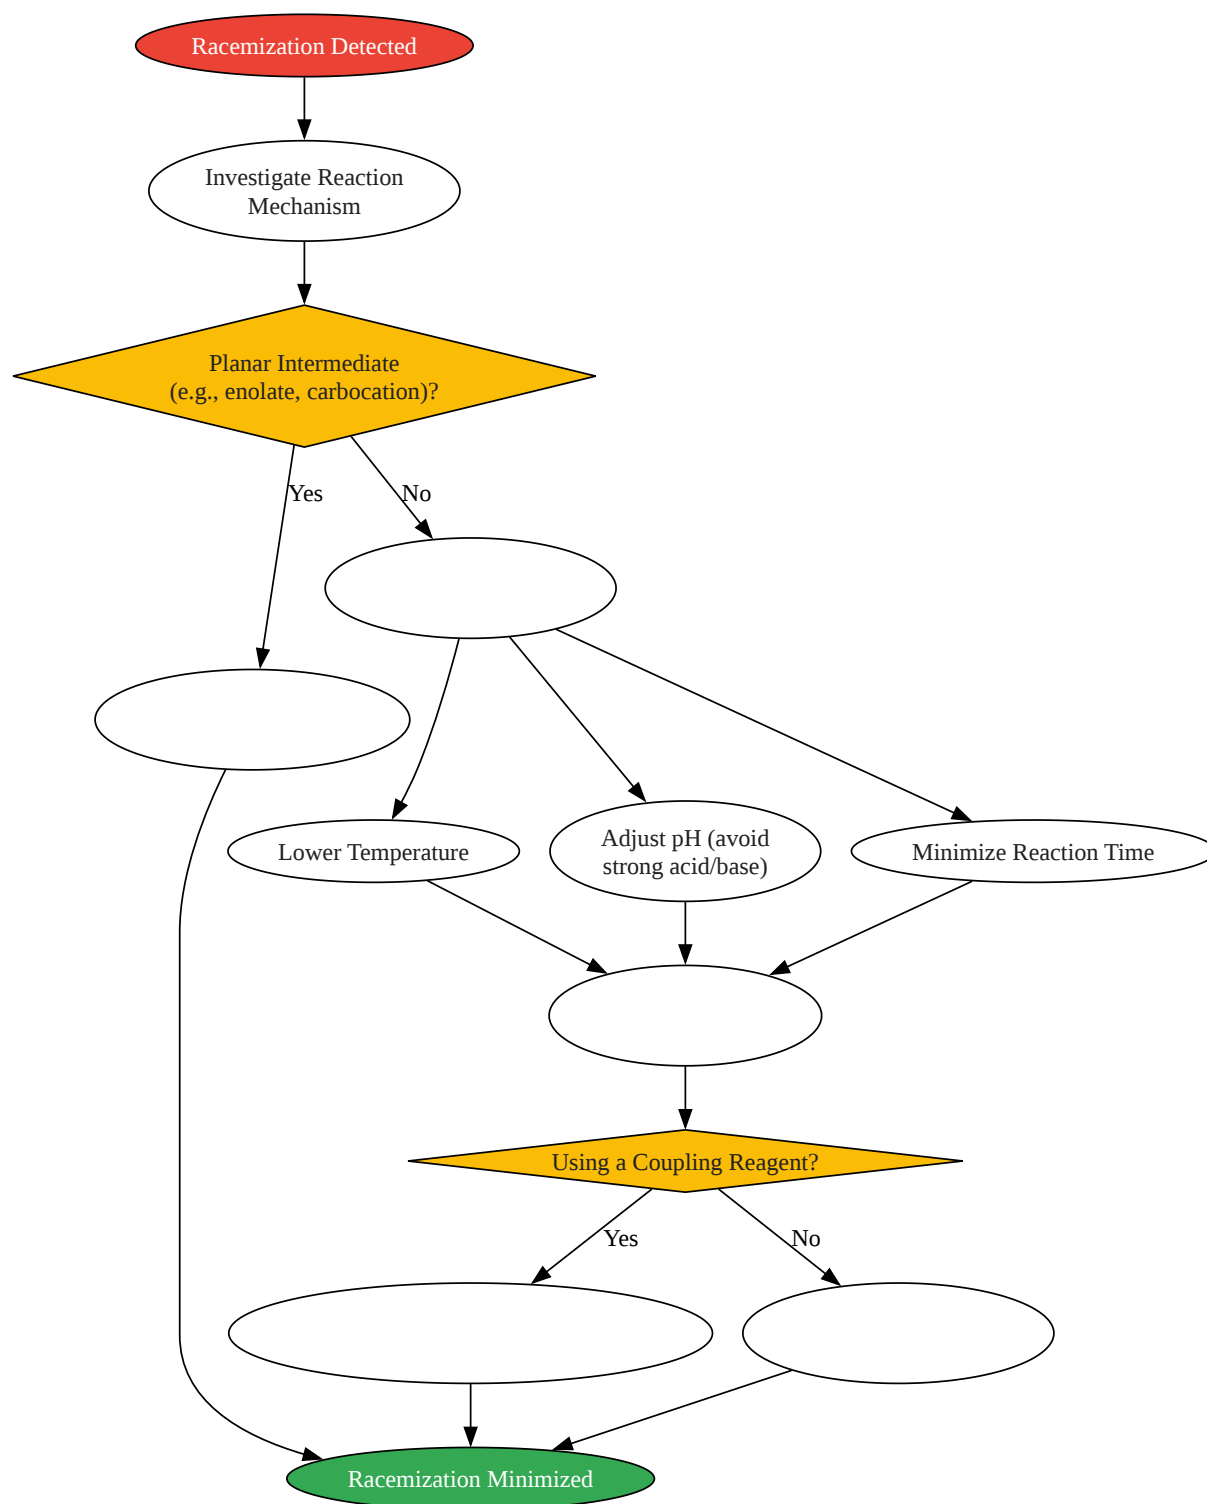 Racemization Detected
Investigate Reaction
Mechanism
Planar Intermediate
(e.g., enolate, carbocation)?
Yes
No
Lower Temperature
Adjust pH (avoid
strong acid/base)
Minimize Reaction Time
Using a Coupling Reagent?
Yes
No
Racemization Minimized